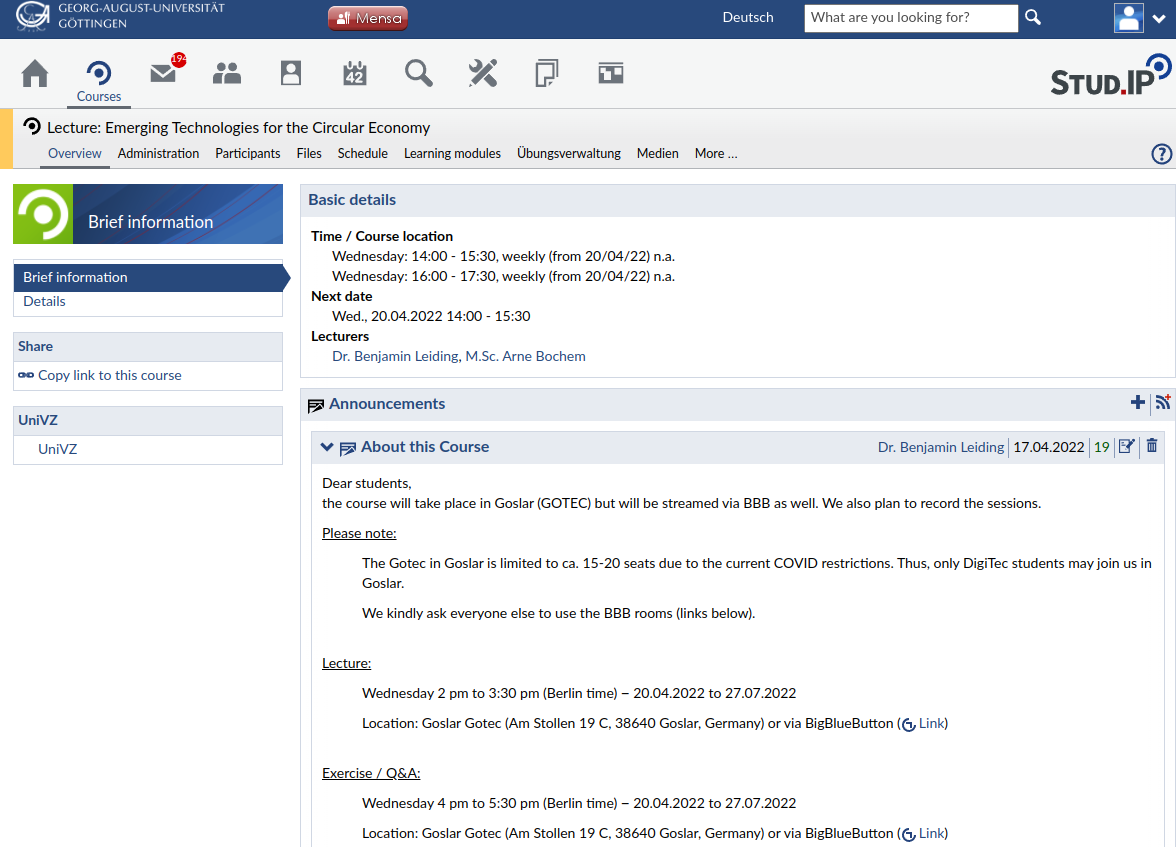 GEORG-AUGUST-UNIVERSITÄT
GÖTTINGEN
Mensa
Deutsch
What are you looking for?
Courses
194
42
STUD.IP
Lecture: Emerging Technologies for the Circular Economy
Overview Administration Participants Files Schedule Learning modules Übungsverwaltung Medien More ...
?
Brief information
Brief information
Details
Share
Copy link to this course
UniVZ
UniVZ
Basic details
Time / Course location
Wednesday: 14:00 - 15:30, weekly (from 20/04/22) n.a.
Wednesday: 16:00 - 17:30, weekly (from 20/04/22) n.a.
Next date
Wed., 20.04.2022 14:00 - 15:30
Lecturers
Dr. Benjamin Leiding, M.Sc. Arne Bochem
Announcements
About this Course Dr. Benjamin Leiding 17.04.2022 19
Dear students,
the course will take place in Goslar (GOTEC) but will be streamed via BBB as well. We also plan to record the sessions.
Please note:
The Gotec in Goslar is limited to ca. 15-20 seats due to the current COVID restrictions. Thus, only DigiTec students may join us in
Goslar.
We kindly ask everyone else to use the BBB rooms (links below).
Lecture:
Wednesday 2 pm to 3:30 pm (Berlin time) – 20.04.2022 to 27.07.2022
Location: Goslar Gotec (Am Stollen 19 C, 38640 Goslar, Germany) or via BigBlueButton (Link)
Exercise / Q&A:
Wednesday 4 pm to 5:30 pm (Berlin time) – 20.04.2022 to 27.07.2022
Location: Goslar Gotec (Am Stollen 19 C, 38640 Goslar, Germany) or via BigBlueButton (Link)